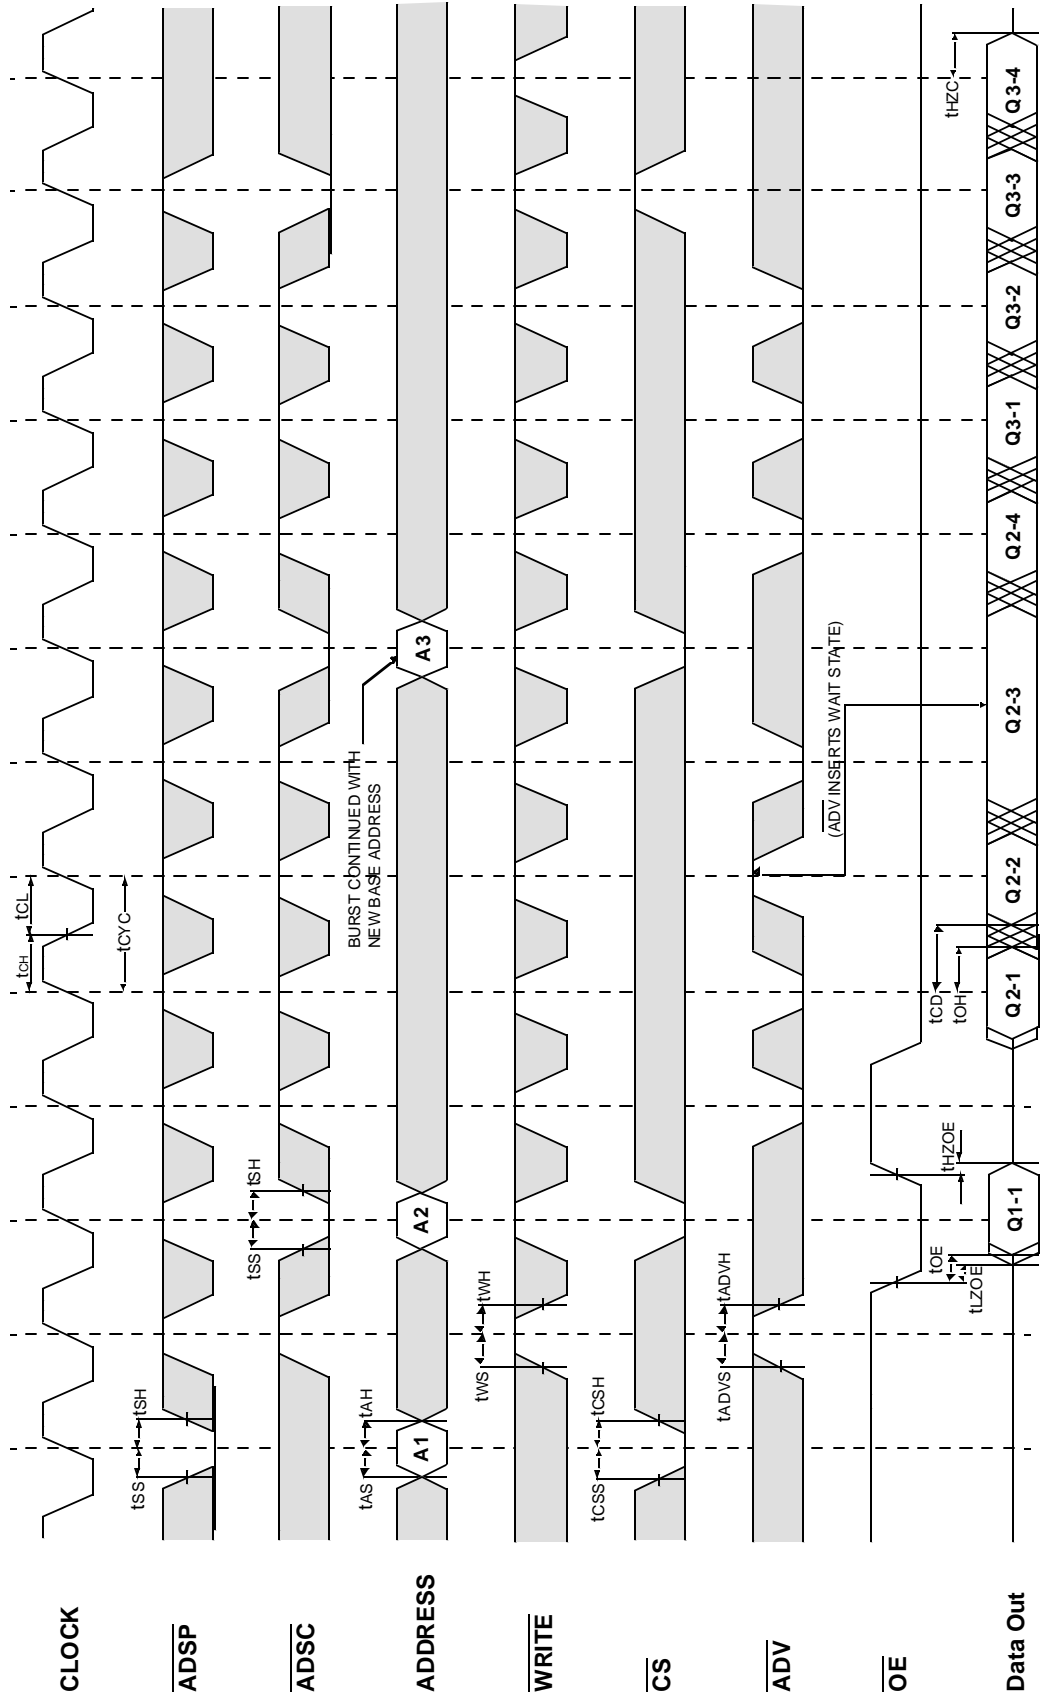 CLOCK
tCH
tCL
tCYC
ADSP
tSS
tSH
ADSC
tSS
tSH
ADDRESS
tAS
tAH
A1
A2
A3
BURST CONTINUED WITH
NEW BASE ADDRESS
WRITE
tWS
tWH
CS
tCSS
tCSH
ADV
tADVS
tADVH
(ADV INSERTS WAIT STATE)
OE
tOE
tLZOE
tHZOE
tCD
tOH
tHZC
Data Out
Q1-1
Q2-1
Q2-2
Q2-3
Q2-4
Q3-1
Q3-2
Q3-3
Q3-4